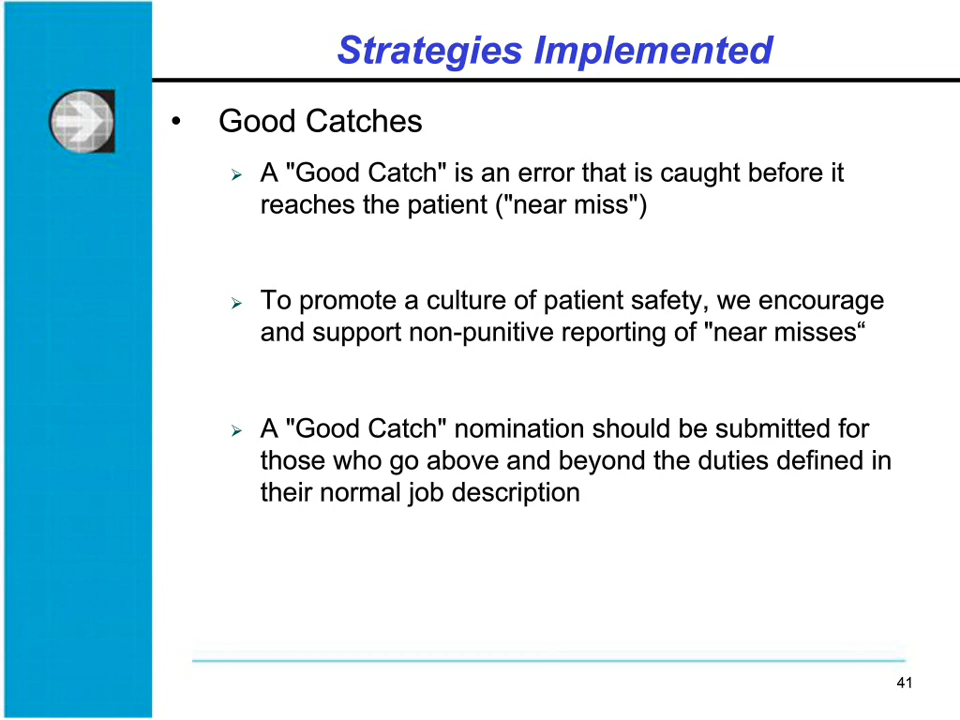 Strategies Implemented
• Good Catches
➢ A "Good Catch" is an error that is caught before it
reaches the patient ("near miss")
➢ To promote a culture of patient safety, we encourage
and support non-punitive reporting of "near misses“
➢ A "Good Catch" nomination should be submitted for
those who go above and beyond the duties defined in
their normal job description
41